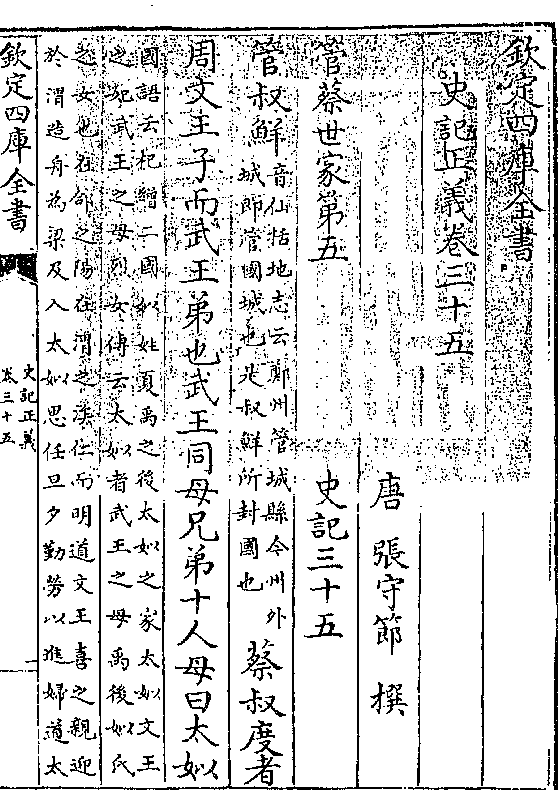 欽定四庫全書
史記正義卷三十五
唐 張守節 撰
管蔡世家第五 史記三十五
管叔鮮
音仙括地志云鄭州管城縣今州外
城即管國城也是叔鮮所封國也
蔡叔度者
周文王子而武王弟也武王同母兄弟十人母曰太姒
國語云杞繒二國姒姓夏禹之後太姒之家太姒文王
之妃武王之母列女傳云太姒者武王之母禹後姒氏
之女也在郃之陽在渭之涘仁而明道文王喜之親迎
於渭造舟為梁及入太姒思任旦夕勤勞以進婦道太
欽定四庫全書
史記正義
卷三十五
一